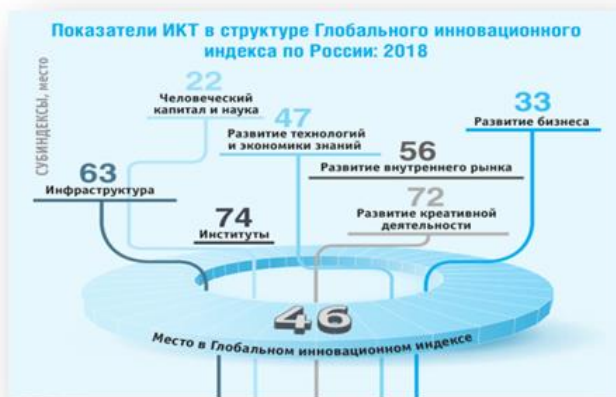 Показатели ИКТ в структуре Глобального инновационного
индекса по России: 2018
СУБИНДЕКСЫ, место
22
Человеческий
капитал и наука
47
Развитие технологий
и экономики знаний
33
Развитие бизнеса
63
Инфраструктура
56
Развитие внутреннего рынка
74
Институты
72
Развитие креативной
деятельности
46
Место в Глобальном инновационном индексе